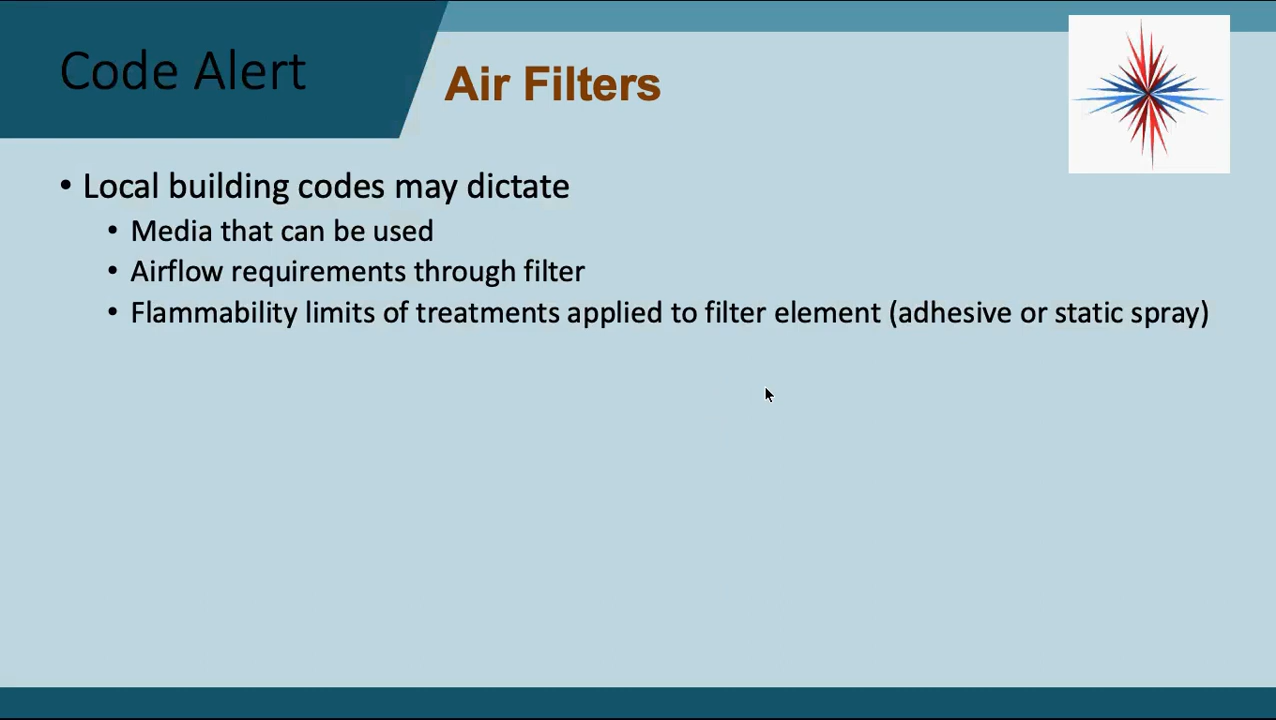 Code Alert
Air Filters
• Local building codes may dictate
• Media that can be used
• Airflow requirements through filter
• Flammability limits of treatments applied to filter element (adhesive or static spray)